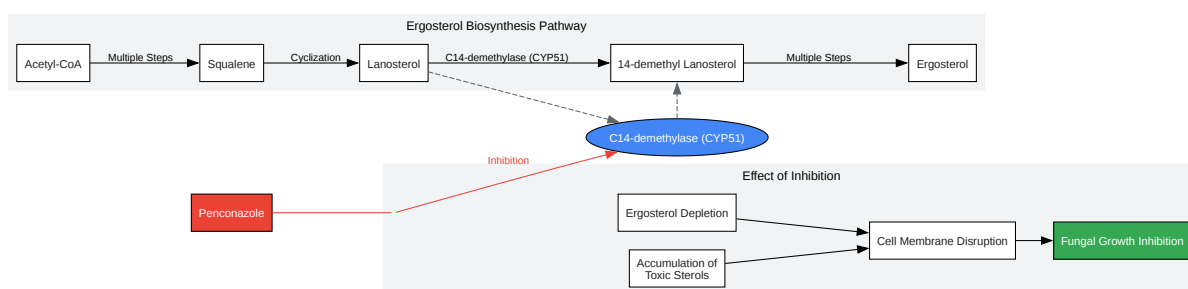 Ergosterol Biosynthesis Pathway
Acetyl-CoA
Multiple Steps
Squalene
Cyclization
Lanosterol
C14-demethylase (CYP51)
14-demethyl Lanosterol
Multiple Steps
Ergosterol
C14-demethylase (CYP51)
Inhibition
Penconazole
Effect of Inhibition
Ergosterol Depletion
Accumulation of
Toxic Sterols
Cell Membrane Disruption
Fungal Growth Inhibition